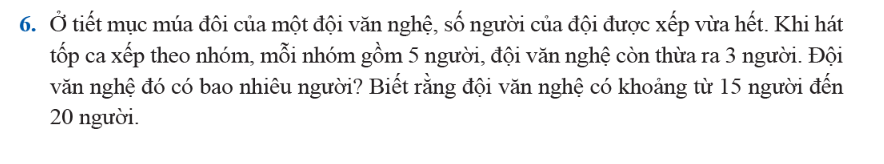 6. Ở tiết mục múa đôi của một đội văn nghệ, số người của đội được xếp vừa hết. Khi hát
tốp ca xếp theo nhóm, mỗi nhóm gồm 5 người, đội văn nghệ còn thừa ra 3 người. Đội
văn nghệ đó có bao nhiêu người? Biết rằng đội văn nghệ có khoảng từ 15 người đến
20 người.